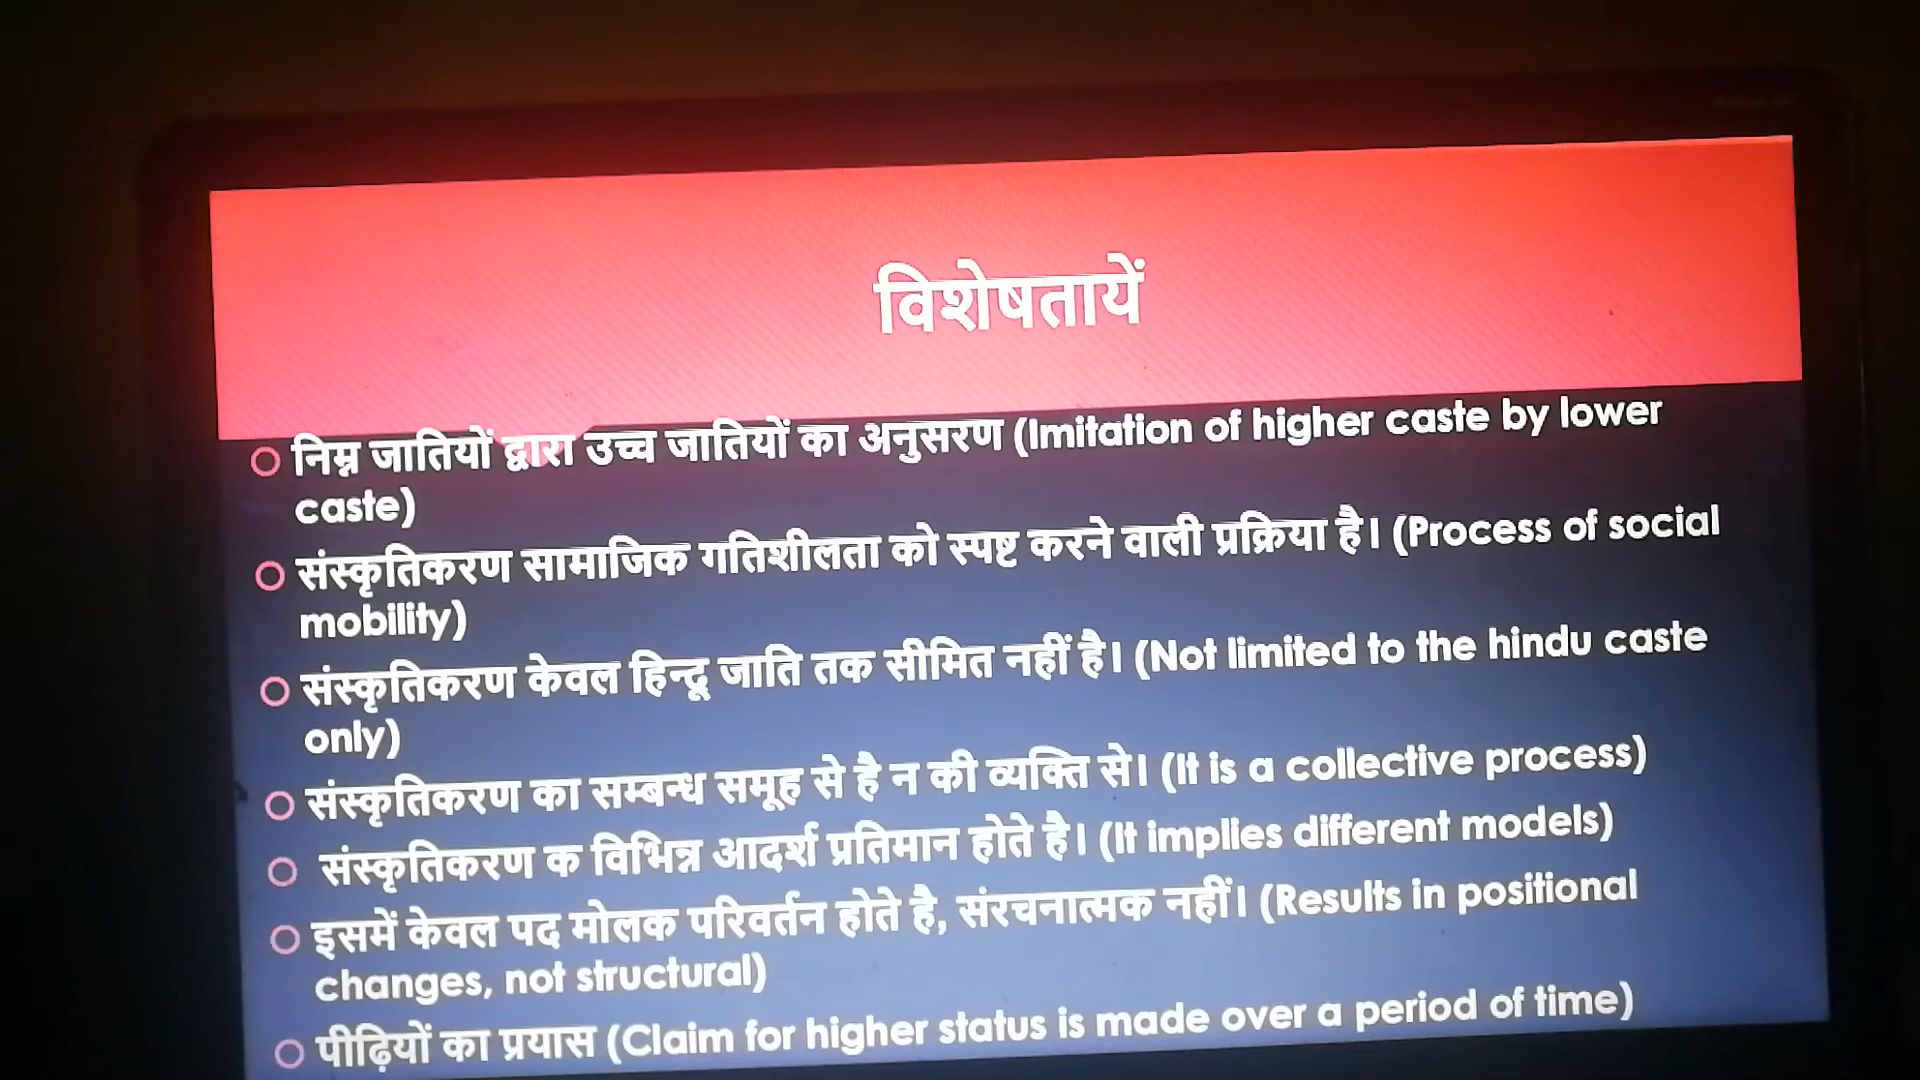 विशेषतायें
निम्न जातियों द्वारा उच्च जातियों का अनुसरण (Imitation of higher caste by lower
caste)
संस्कृतिकरण सामाजिक गतिशीलता को स्पष्ट करने वाली प्रक्रिया है। (Process of social
mobility)
संस्कृतिकरण केवल हिन्दू जाति तक सीमित नहीं है। (Not limited to the hindu caste
only)
संस्कृतिकरण का सम्बन्ध समूह से है न की व्यक्ति से। (It is a collective process)
संस्कृतिकरण क विभिन्न आदर्श प्रतिमान होते है। (It implies different models)
इसमें केवल पद मोलक परिवर्तन होते है, संरचनात्मक नहीं। (Results in positional
changes, not structural)
पीढ़ियों का प्रयास (Claim for higher status is made over a period of time)